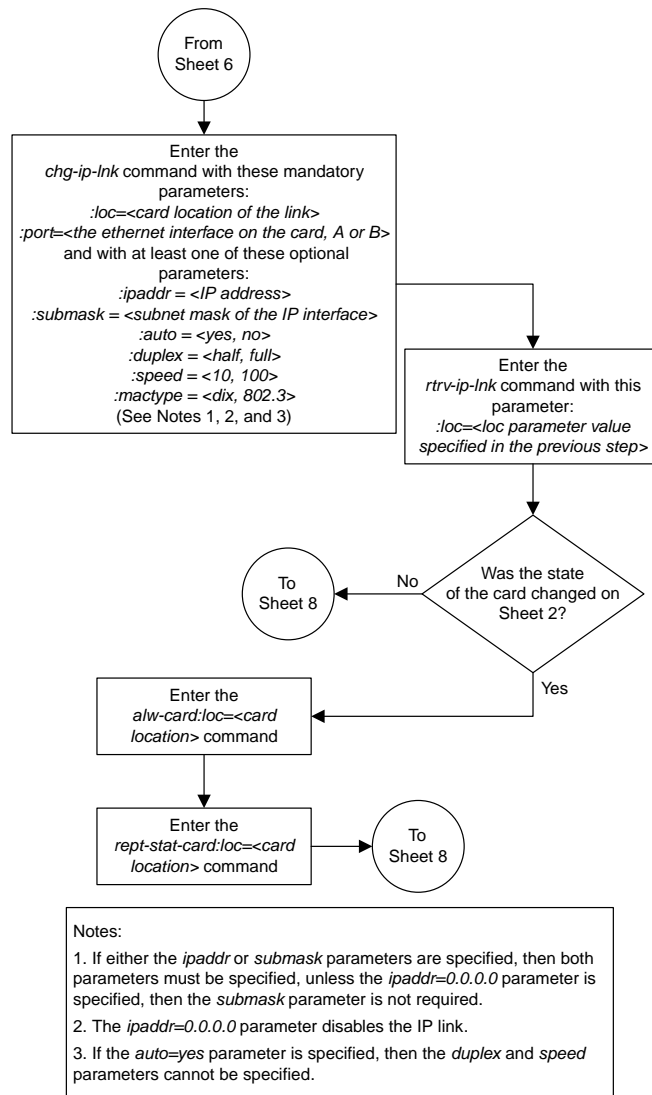 From
Sheet 6
Enter the
chg-ip-lnk command with these mandatory
parameters:
:loc=<card location of the link>
:port=<the ethernet interface on the card, A or B>
and with at least one of these optional
parameters:
:ipaddr = <IP address>
:submask = <subnet mask of the IP interface>
:auto = <yes, no>
:duplex = <half, full>
:speed = <10, 100>
:mactype = <dix, 802.3>
(See Notes 1, 2, and 3)
Enter the
rtrv-ip-lnk command with this
parameter:
:loc=<loc parameter value
specified in the previous step>
Was the state
of the card changed on
Sheet 2?
No
To
Sheet 8
Yes
Enter the
alw-card:loc=<card
location> command
Enter the
rept-stat-card:loc=<card
location> command
To
Sheet 8
Notes:
1. If either the ipaddr or submask parameters are specified, then both
parameters must be specified, unless the ipaddr=0.0.0.0 parameter is
specified, then the submask parameter is not required.
2. The ipaddr=0.0.0.0 parameter disables the IP link.
3. If the auto=yes parameter is specified, then the duplex and speed
parameters cannot be specified.